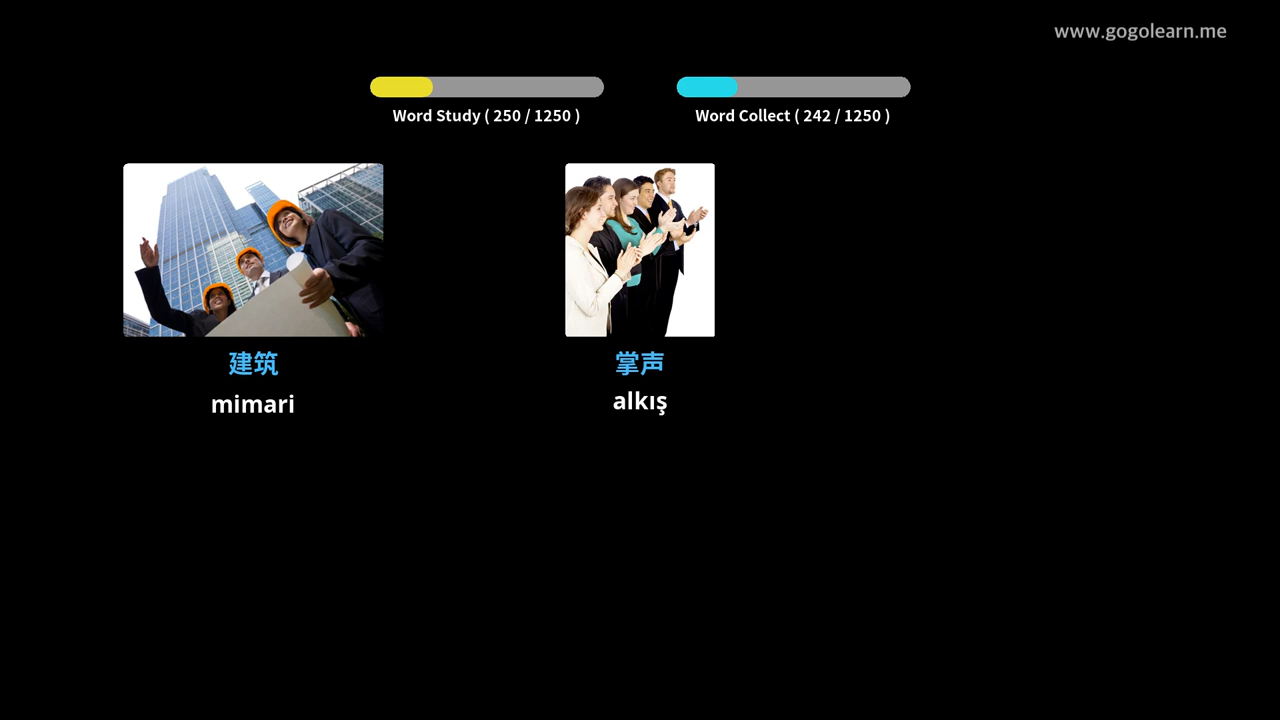 www.gogolearn.me
Word Study ( 250 / 1250 )
Word Collect ( 242 / 1250 )
建筑
mimari
掌声
alkış